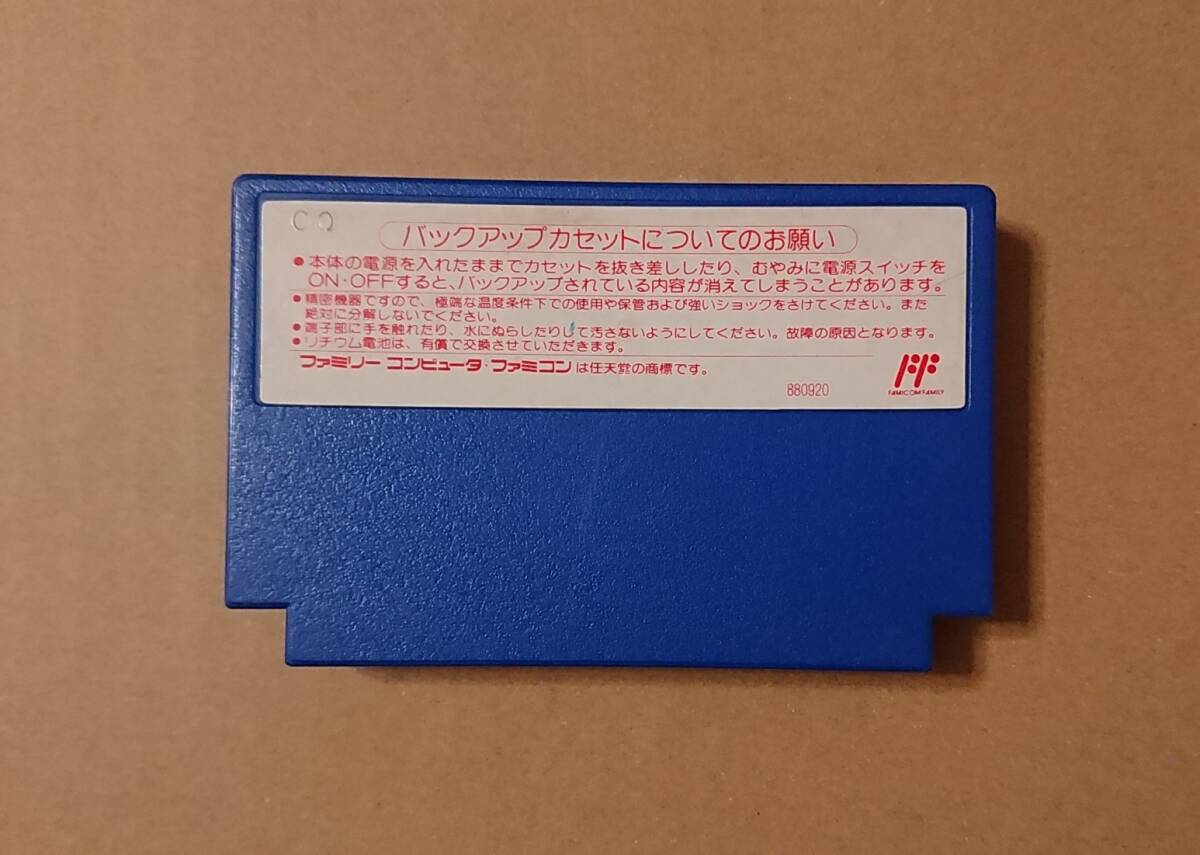 バックアップカセットについてのお願い
●本体の電源を入れたままでカセットを抜き差ししたり、むやみに電源スイッチを
ON・OFFすると、バックアップされている内容が消えてしまうことがあります。
●精密機器ですので、極端な温度条件下での使用や保管および強いショックをさけてください。また
絶対に分解しないでください。
●端子部に手を触れたり、水にぬらしたりして汚さないようにしてください。故障の原因となります。
●リチウム電池は、有償で交換させていただきます。
ファミリー コンピュータ・ファミコンは任天堂の商標です。
880920
FAMICOM FAMILY